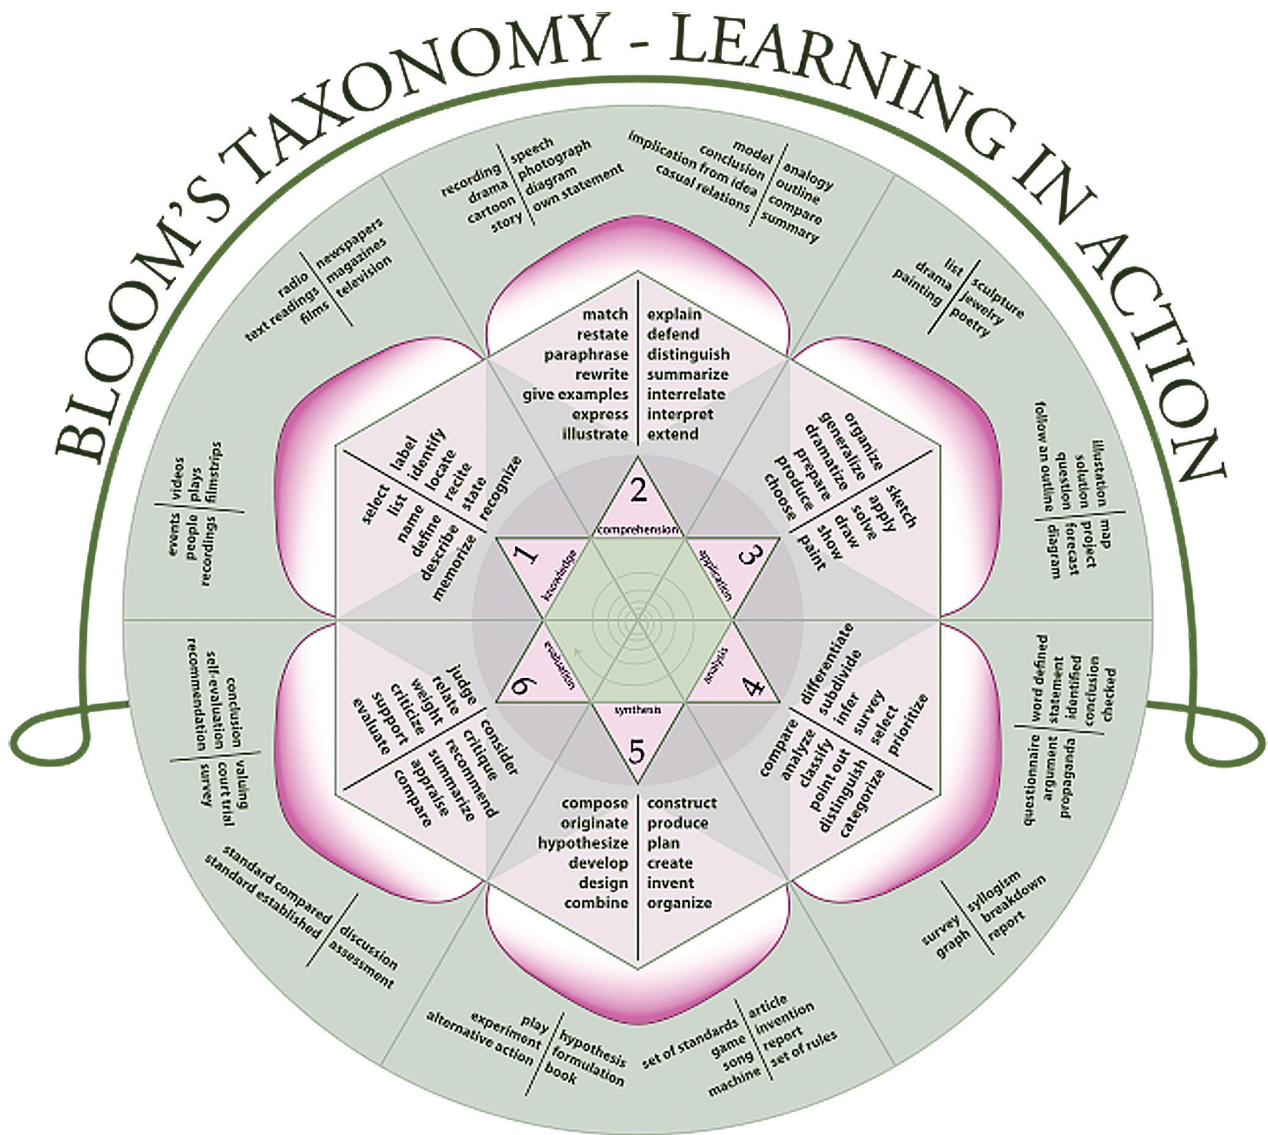 BLOOM'S TAXONOMY - LEARNING IN ACTION
1
knowledge
select
list
name
define
describe
memorize
label
identify
locate
recite
state
recognize
events
people
recordings
videos
plays
filmstrips
radio
text readings
films
newspapers
magazines
television
2
comprehension
match
restate
paraphrase
rewrite
give examples
express
illustrate
explain
defend
distinguish
summarize
interrelate
interpret
extend
recording
drama
cartoon
story
speech
photograph
diagram
own statement
model
conclusion
implication from idea
casual relations
analogy
outline
compare
summary
3
application
organize
generalize
dramatize
prepare
produce
choose
sketch
apply
solve
draw
show
paint
list
drama
painting
sculpture
jewelry
poetry
illustation
solution
question
follow an outline
map
project
forecast
diagram
4
analysis
compare
analyze
classify
point out
distinguish
categorize
differentiate
subdivide
infer
survey
select
prioritize
questionnaire
argument
propaganda
word defined
statement
identified
conclusion
checked
survey
graph
syllogism
breakdown
report
5
synthesis
compose
originate
hypothesize
develop
design
combine
construct
produce
plan
create
invent
organize
set of standards
game
song
machine
article
invention
report
set of rules
play
experiment
alternative action
hypothesis
formulation
book
6
evaluation
judge
relate
weight
criticize
support
evaluate
consider
critique
recommend
summarize
appraise
compare
standard compared
standard established
discussion
assessment
conclusion
self-evaluation
recommendation
valuing
court trial
survey